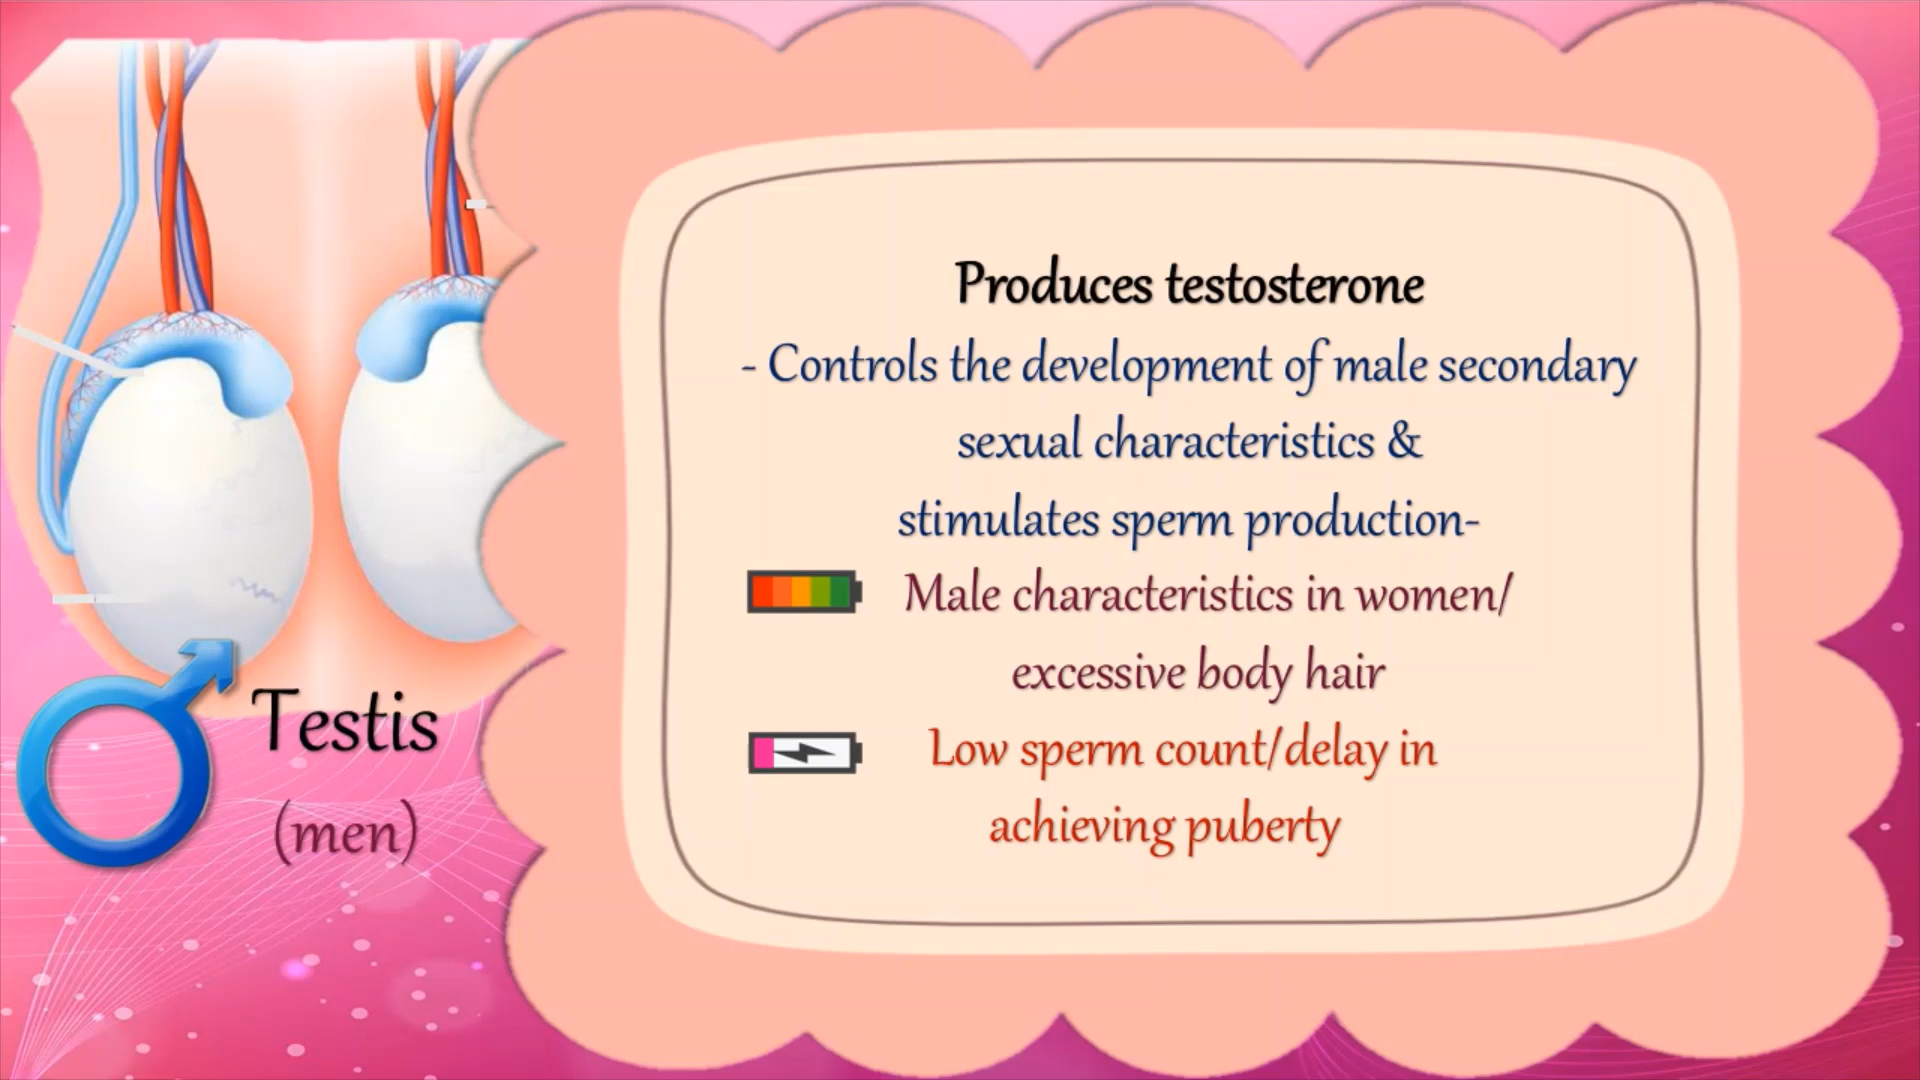 Produces testosterone
- Controls the development of male secondary
sexual characteristics &
stimulates sperm production-
Male characteristics in women/
excessive body hair
Low sperm count/delay in
achieving puberty
Testis
(men)